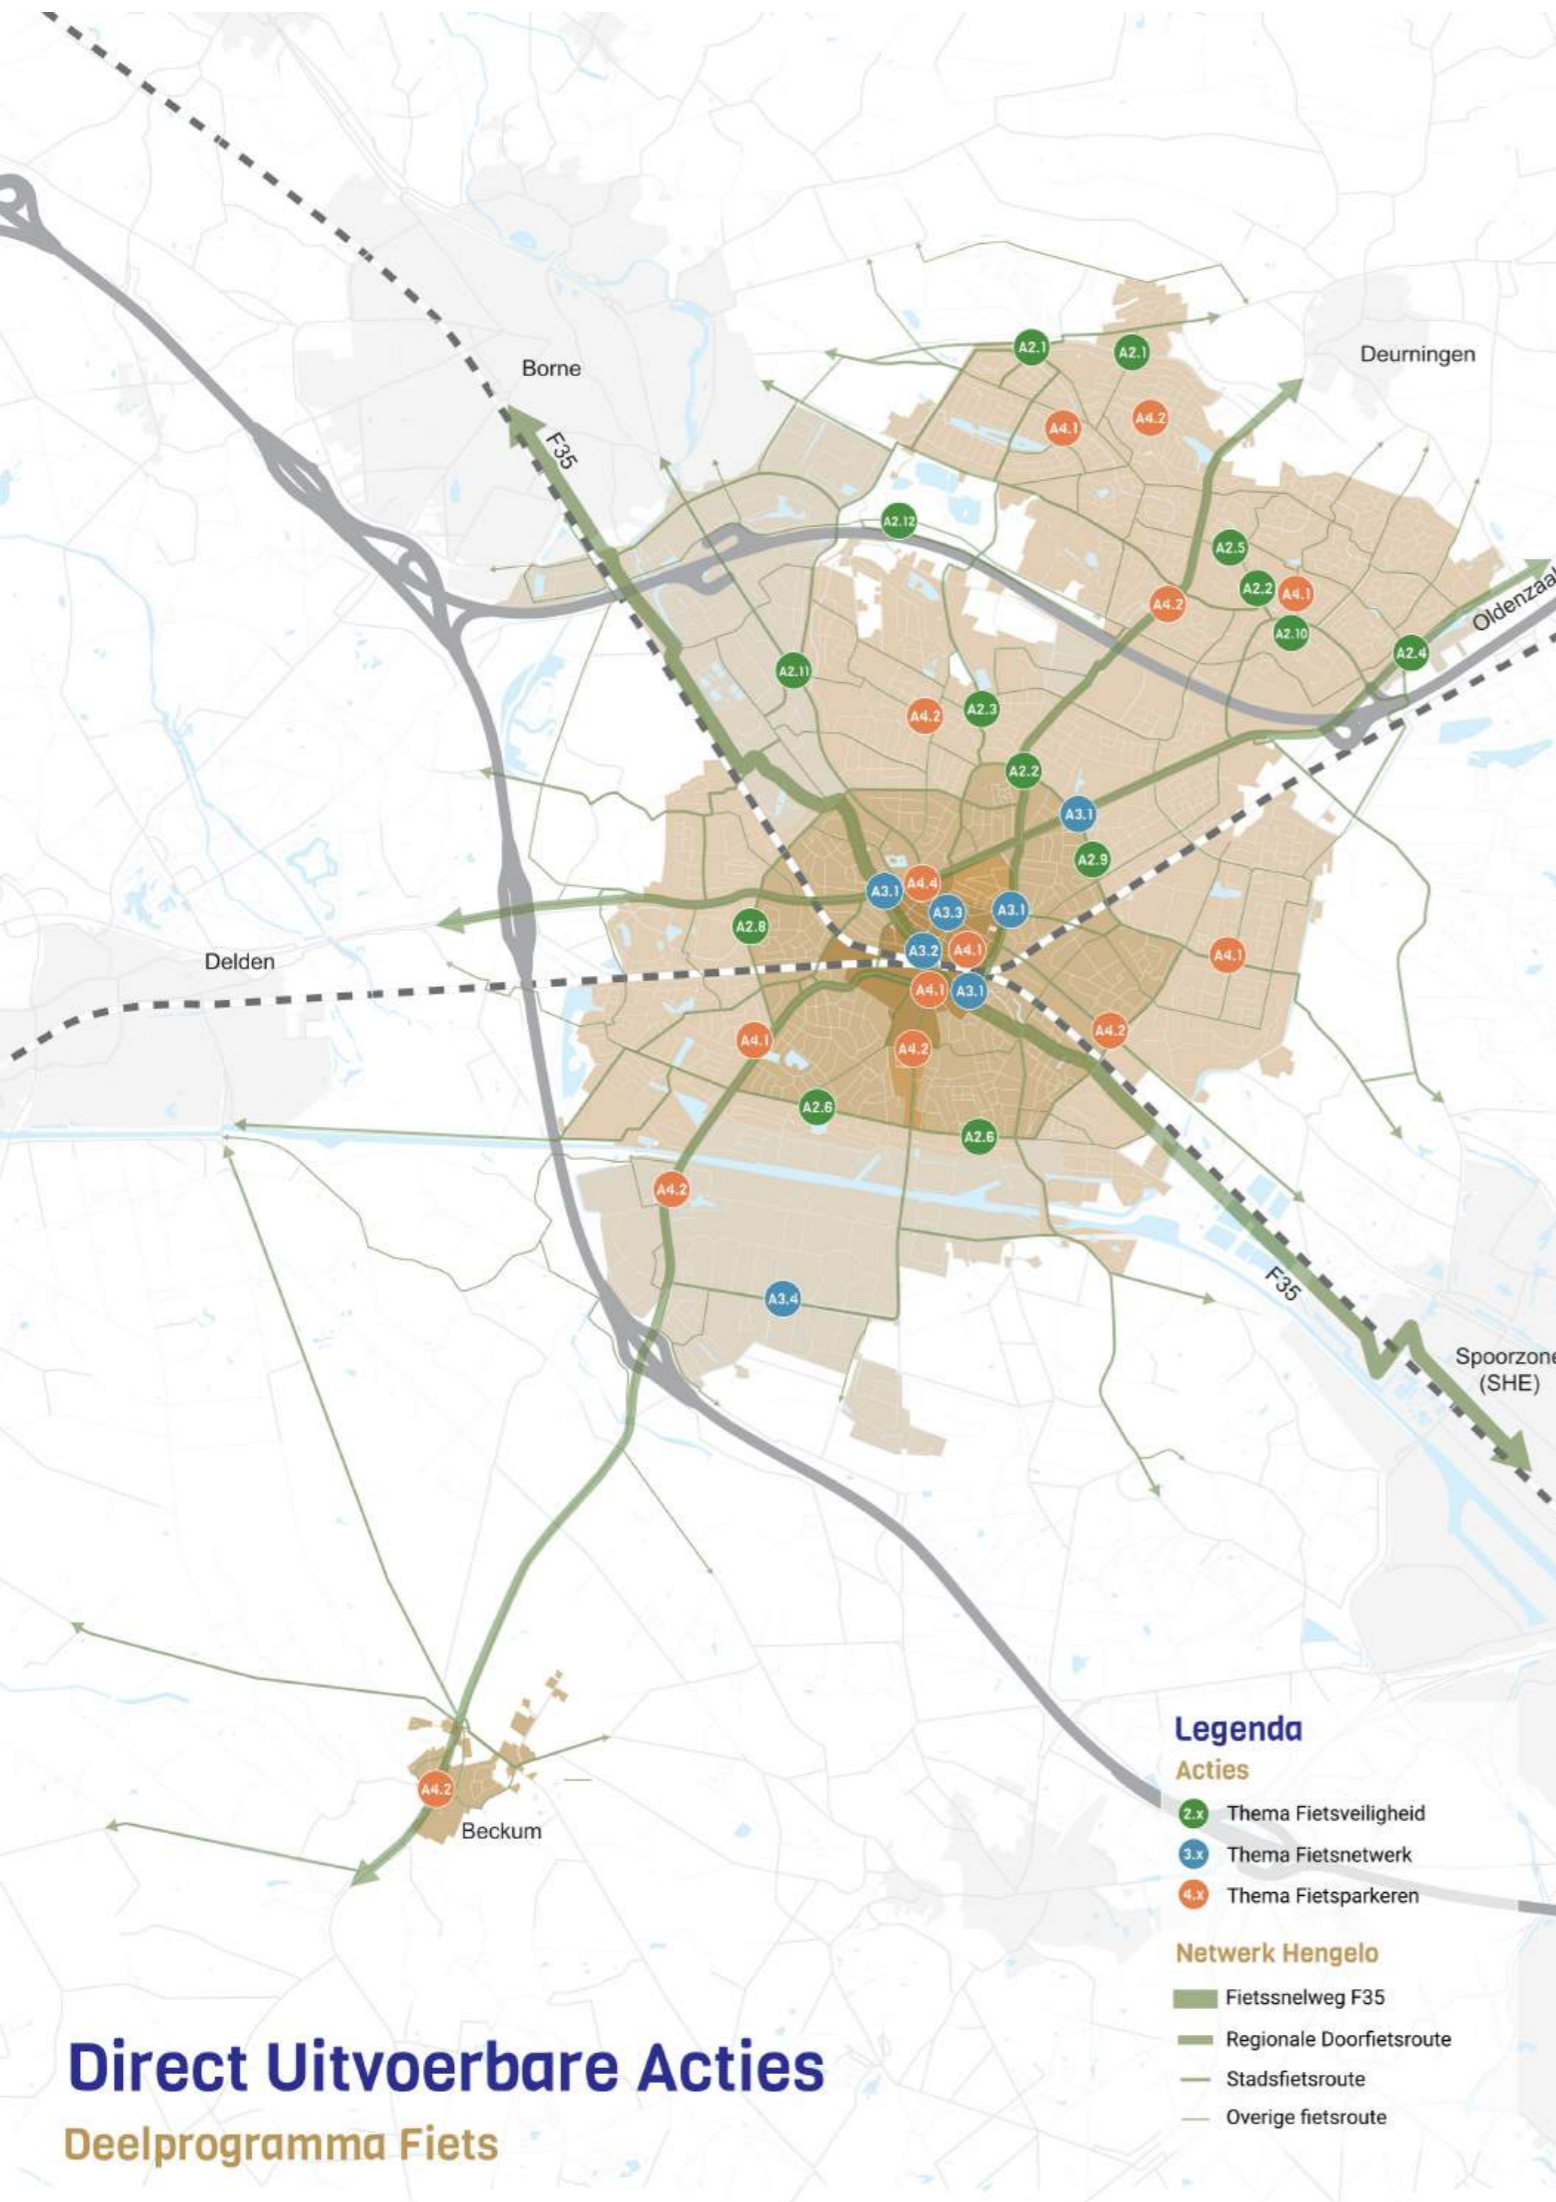 Borne
Deurningen
A2.1
A2.1
A4.2
A4.1
F35
A2.12
A2.5
A2.2
A4.1
A4.2
Oldenzaal
A2.10
A2.4
A2.11
A4.2
A2.3
A2.2
A3.1
A2.9
A3.1
A4.4
A3.3
A3.1
A2.8
A3.2
A4.1
A4.1
Delden
A4.1
A3.1
A4.1
A4.2
A4.2
A2.6
A2.6
A4.2
F35
A3.4
Spoorzone
(SHE)
A4.2
Beckum
Legenda
Acties
2.x Thema Fietsveiligheid
3.x Thema Fietsnetwerk
4.x Thema Fietsparkeren
Netwerk Hengelo
Fietssnelweg F35
Regionale Doorfietsroute
Stadsfietsroute
Overige fietsroute
Direct Uitvoerbare Acties
Deelprogramma Fiets